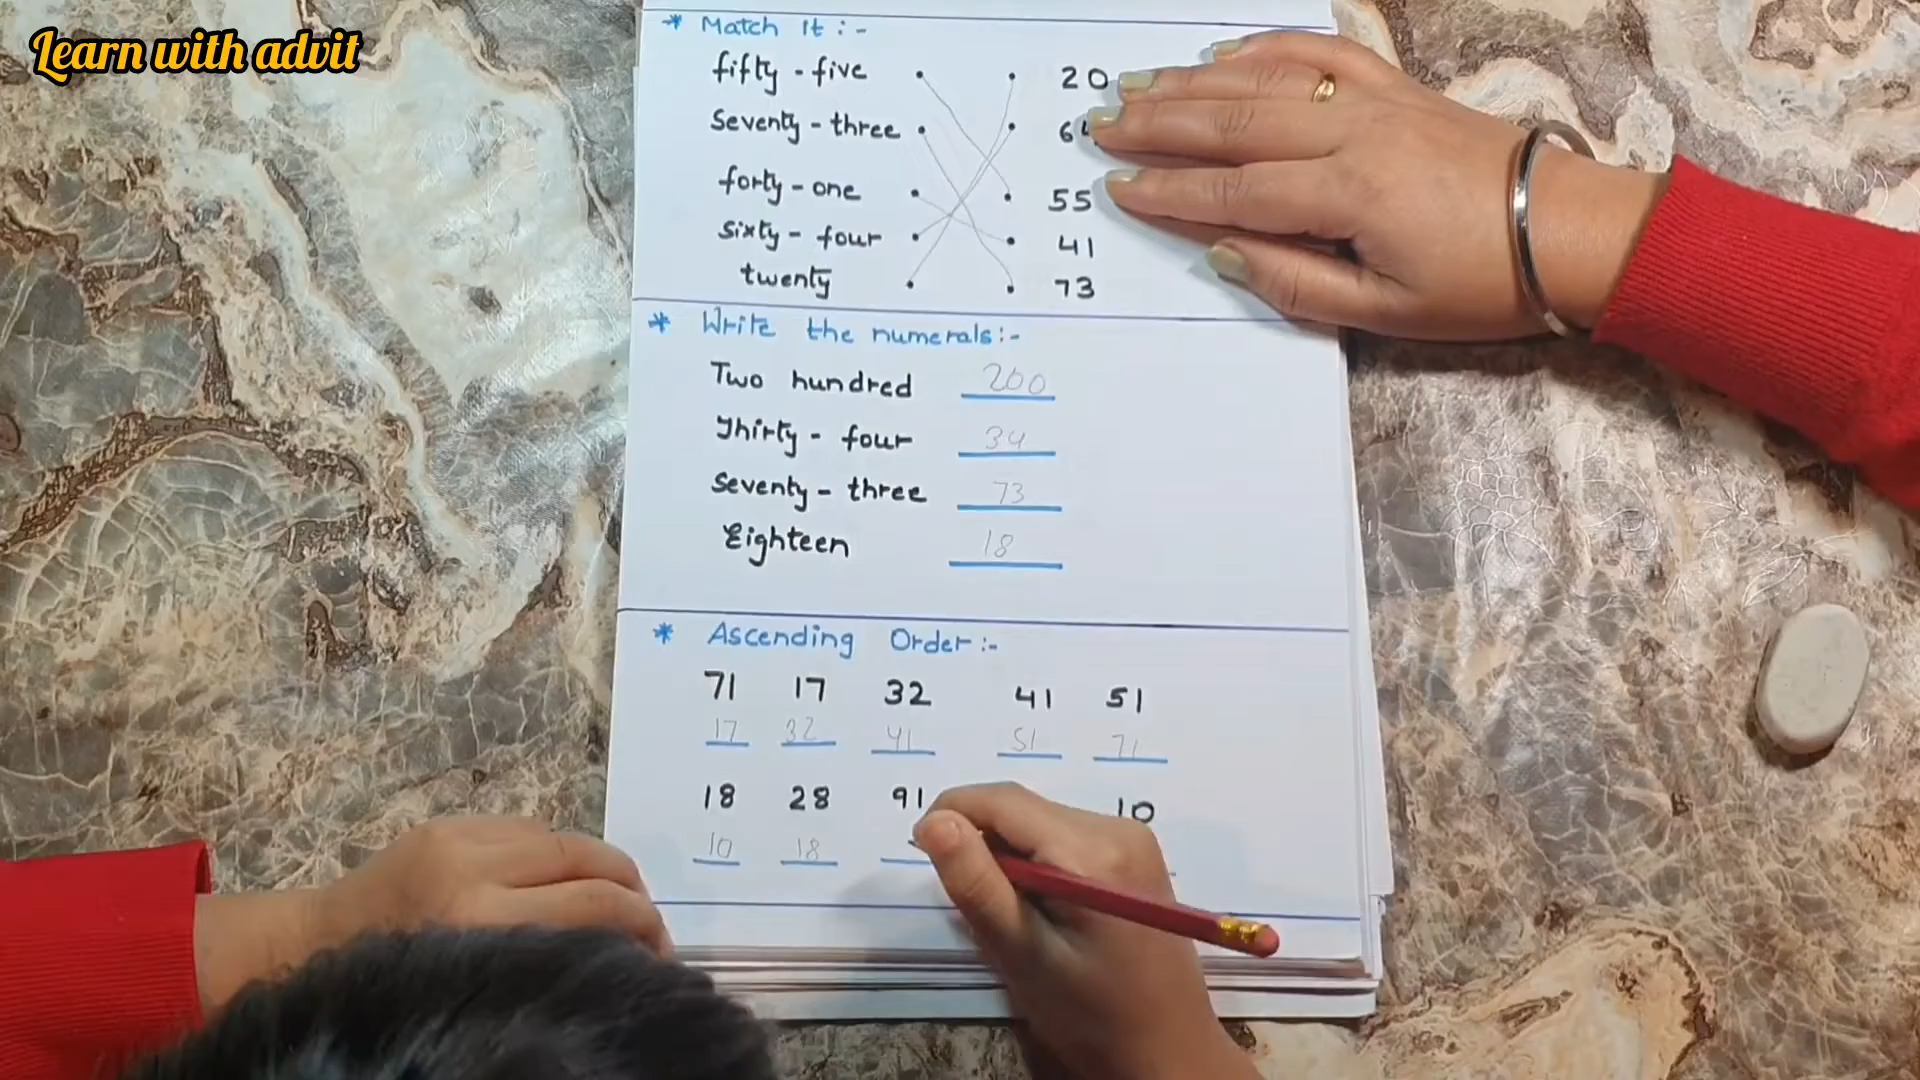 Learn with advit
* Match It :-
fifty - five 20
Seventy - three 64
forty - one 55
sixty - four 41
twenty 73
* Write the numerals :-
Two hundred 200
Thirty - four 34
Seventy - three 73
Eighteen 18
* Ascending Order :-
71 17 32 41 51
17 32 41 51 71
18 28 91 10
10 18